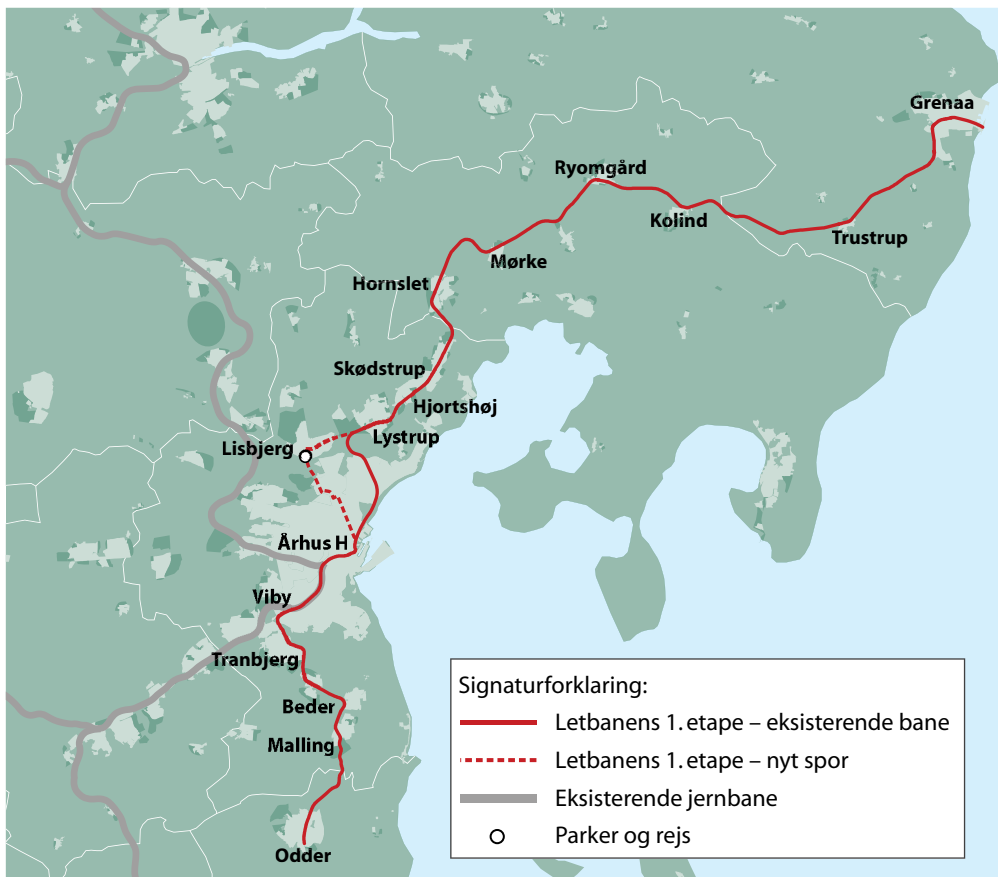 Grenaa
Ryomgård
Kolind
Trustrup
Mørke
Hornslet
Skødstrup
Hjortshøj
Lystrup
Lisbjerg
Århus H
Viby
Tranbjerg
Beder
Malling
Odder
Signaturforklaring:
Letbanens 1. etape – eksisterende bane
Letbanens 1. etape – nyt spor
Eksisterende jernbane
Parker og rejs